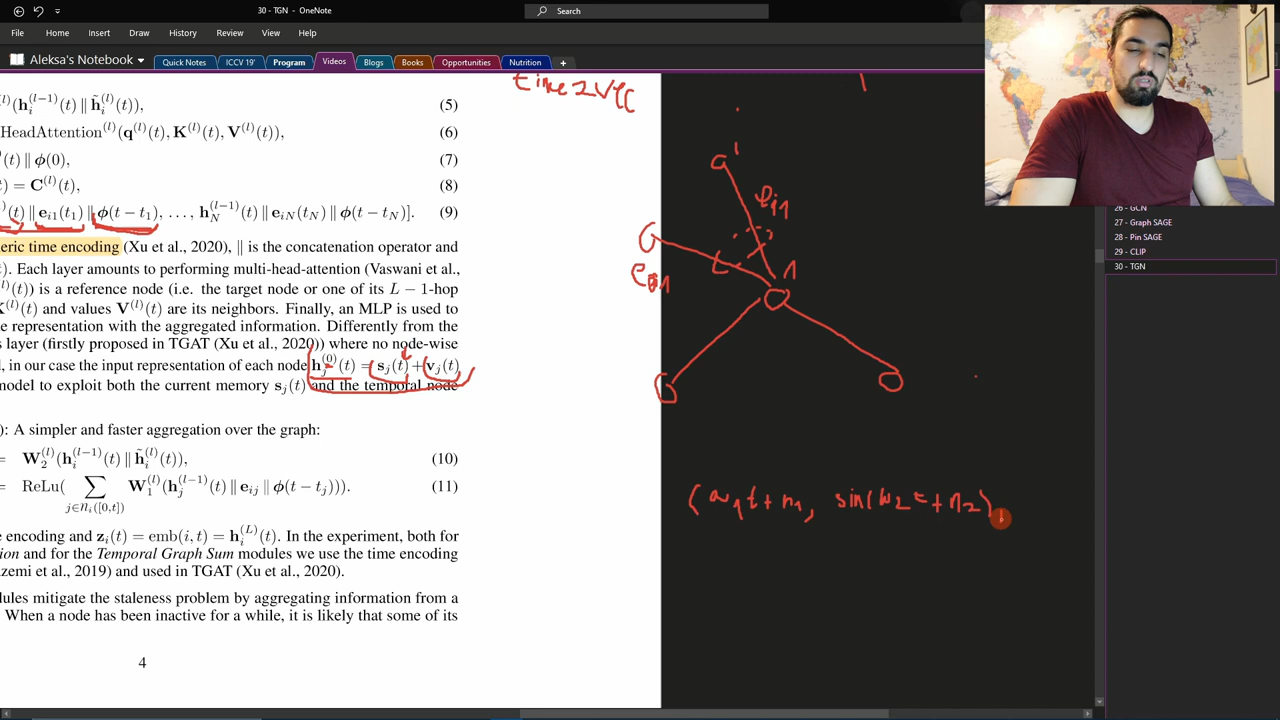 30 - TGN - OneNote
Search
File Home Insert Draw History Review View Help
Aleksa's Notebook Quick Notes ICCV 19' Program Videos Blogs Books Opportunities Nutrition +
time2vec
(h_i^{(l-1)}(t) ‖ h̃_i^{(l)}(t)), (5)
HeadAttention^{(l)}(q^{(l)}(t), K^{(l)}(t), V^{(l)}(t)), (6)
(t) ‖ ϕ(0), (7)
t) = C^{(l)}(t), (8)
(t) ‖ e_{i1}(t_1) ‖ ϕ(t − t_1), … , h_N^{(l-1)}(t) ‖ e_{iN}(t_N) ‖ ϕ(t − t_N)]. (9)
eric time encoding (Xu et al., 2020), ‖ is the concatenation operator and
(t). Each layer amounts to performing multi-head-attention (Vaswani et al.,
^{(l)}(t)) is a reference node (i.e. the target node or one of its L − 1-hop
K^{(l)}(t) and values V^{(l)}(t) are its neighbors. Finally, an MLP is used to
e representation with the aggregated information. Differently from the
s layer (firstly proposed in TGAT (Xu et al., 2020)) where no node-wise
d, in our case the input representation of each node h_j^{(0)}(t) = s_j(t) + v_j(t)
model to exploit both the current memory s_j(t) and the temporal node
): A simpler and faster aggregation over the graph:
= W_2^{(l)}(h_i^{(l-1)}(t) ‖ h̃_i^{(l)}(t)), (10)
= ReLu( ∑_{j∈n_i([0,t])} W_1^{(l)}(h_j^{(l-1)}(t) ‖ e_{ij} ‖ ϕ(t − t_j))). (11)
e encoding and z_i(t) = emb(i, t) = h_i^{(L)}(t). In the experiment, both for
ion and for the Temporal Graph Sum modules we use the time encoding
azemi et al., 2019) and used in TGAT (Xu et al., 2020).
dules mitigate the staleness problem by aggregating information from a
. When a node has been inactive for a while, it is likely that some of its
4
e_{i1}
1
(w_1t + n_1, sin(w_2t + n_2)
26 - GCN
27 - Graph SAGE
28 - Pin SAGE
29 - CLIP
30 - TGN